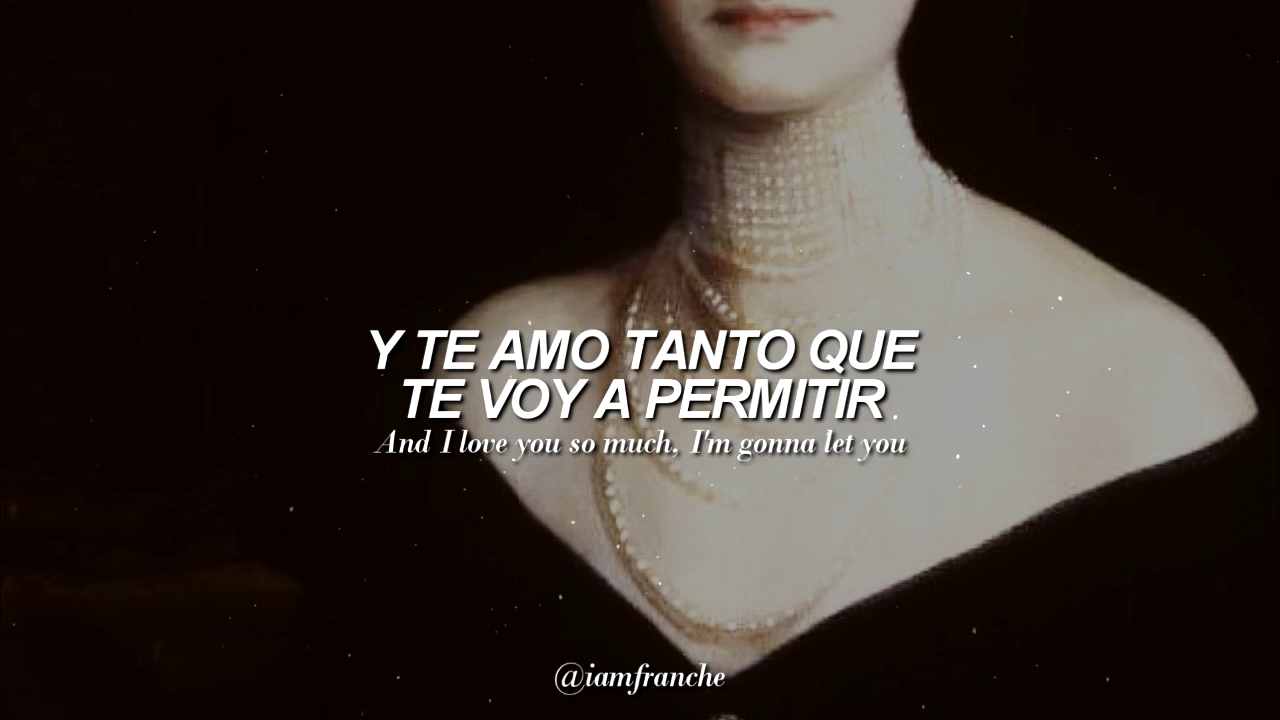 Y TE AMO TANTO QUE
TE VOY A PERMITIR
And I love you so much, I'm gonna let you
@iamfranche